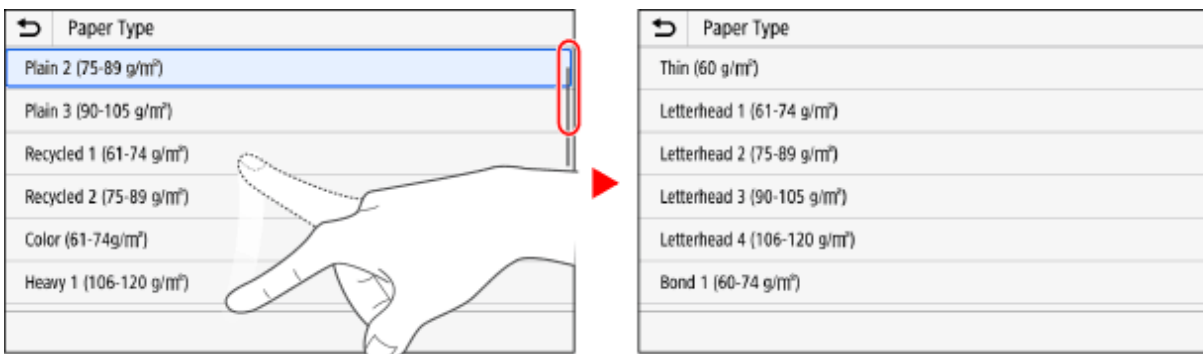 Paper Type
Plain 2 (75-89 g/m²)
Plain 3 (90-105 g/m²)
Recycled 1 (61-74 g/m²)
Recycled 2 (75-89 g/m²)
Color (61-74g/m²)
Heavy 1 (106-120 g/m²)
Paper Type
Thin (60 g/m²)
Letterhead 1 (61-74 g/m²)
Letterhead 2 (75-89 g/m²)
Letterhead 3 (90-105 g/m²)
Letterhead 4 (106-120 g/m²)
Bond 1 (60-74 g/m²)